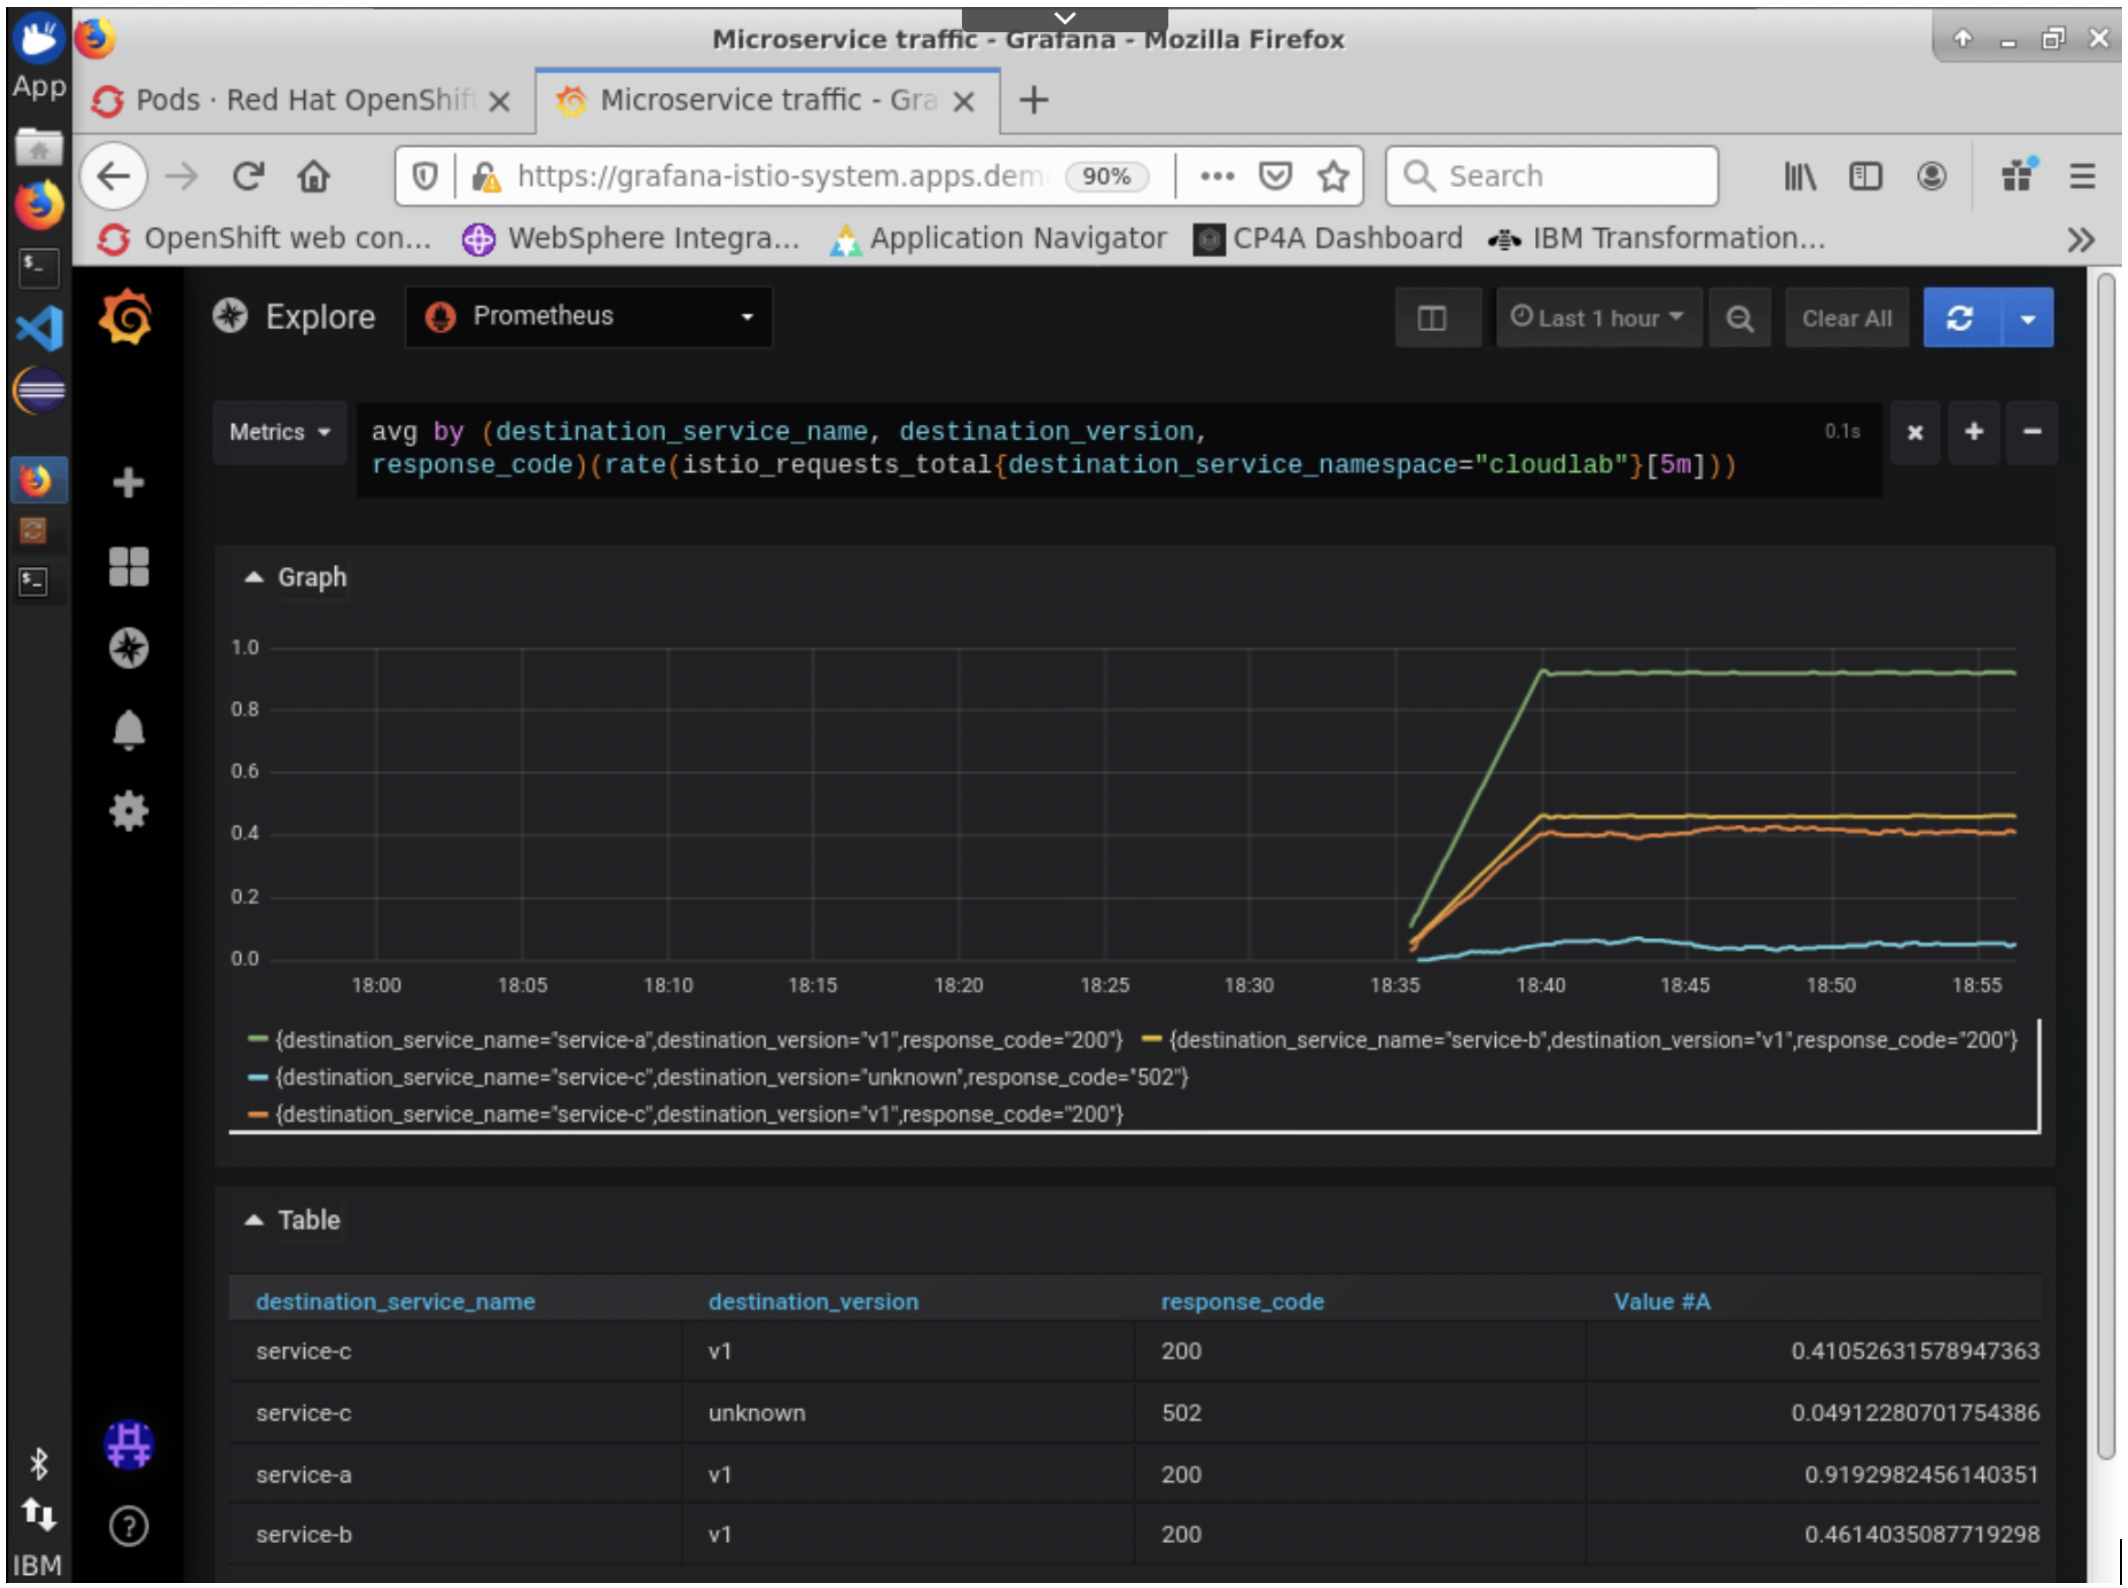 Microservice traffic - Grafana - Mozilla Firefox
App
Pods · Red Hat OpenShift
Microservice traffic - Gra
https://grafana-istio-system.apps.dem
90%
Search
OpenShift web con...
WebSphere Integra...
Application Navigator
CP4A Dashboard
IBM Transformation...
Explore
Prometheus
Last 1 hour
Clear All
Metrics
avg by (destination_service_name, destination_version,
response_code)(rate(istio_requests_total{destination_service_namespace="cloudlab"}[5m]))
0.1s
Graph
1.0
0.8
0.6
0.4
0.2
0.0
18:00 18:05 18:10 18:15 18:20 18:25 18:30 18:35 18:40 18:45 18:50 18:55
{destination_service_name="service-a",destination_version="v1",response_code="200"} {destination_service_name="service-b",destination_version="v1",response_code="200"}
{destination_service_name="service-c",destination_version="unknown",response_code="502"}
{destination_service_name="service-c",destination_version="v1",response_code="200"}
Table
destination_service_name destination_version response_code Value #A
service-c v1 200 0.41052631578947363
service-c unknown 502 0.04912280701754386
service-a v1 200 0.9192982456140351
service-b v1 200 0.4614035087719298
IBM